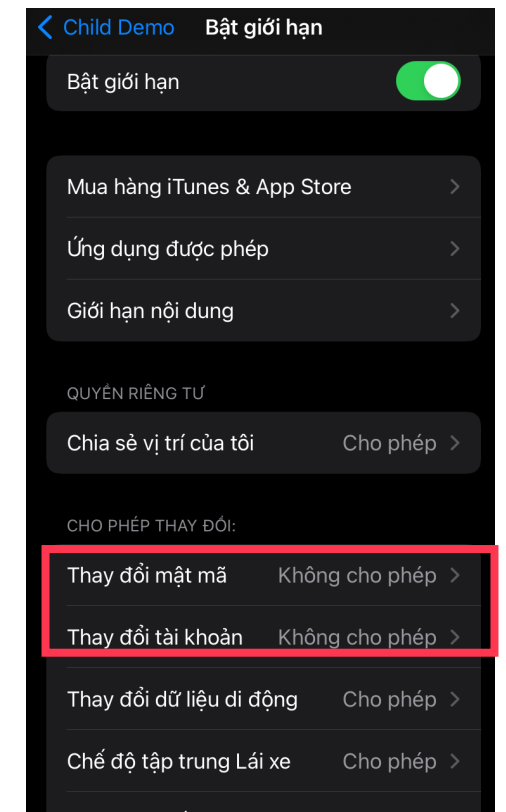 Child Demo Bật giới hạn
Bật giới hạn
Mua hàng iTunes & App Store
Ứng dụng được phép
Giới hạn nội dung
QUYỀN RIÊNG TƯ
Chia sẻ vị trí của tôi Cho phép
CHO PHÉP THAY ĐỔI:
Thay đổi mật mã Không cho phép
Thay đổi tài khoản Không cho phép
Thay đổi dữ liệu di động Cho phép
Chế độ tập trung Lái xe Cho phép